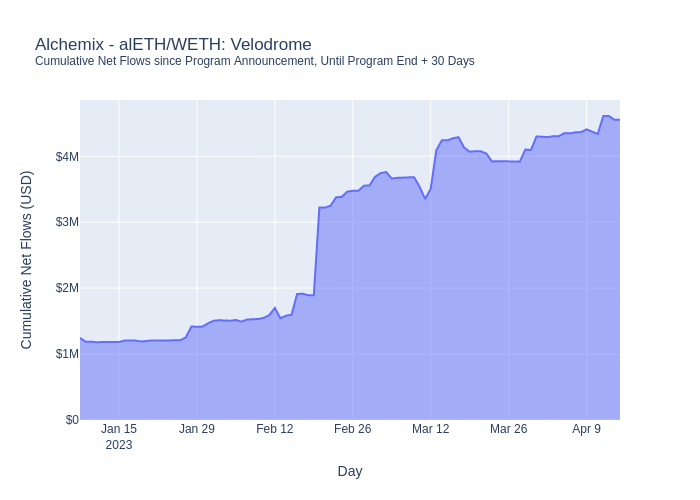 Alchemix - alETH/WETH: Velodrome
Cumulative Net Flows since Program Announcement, Until Program End + 30 Days
Cumulative Net Flows (USD)
$4M
$3M
$2M
$1M
$0
Jan 15
2023
Jan 29
Feb 12
Feb 26
Mar 12
Mar 26
Apr 9
Day